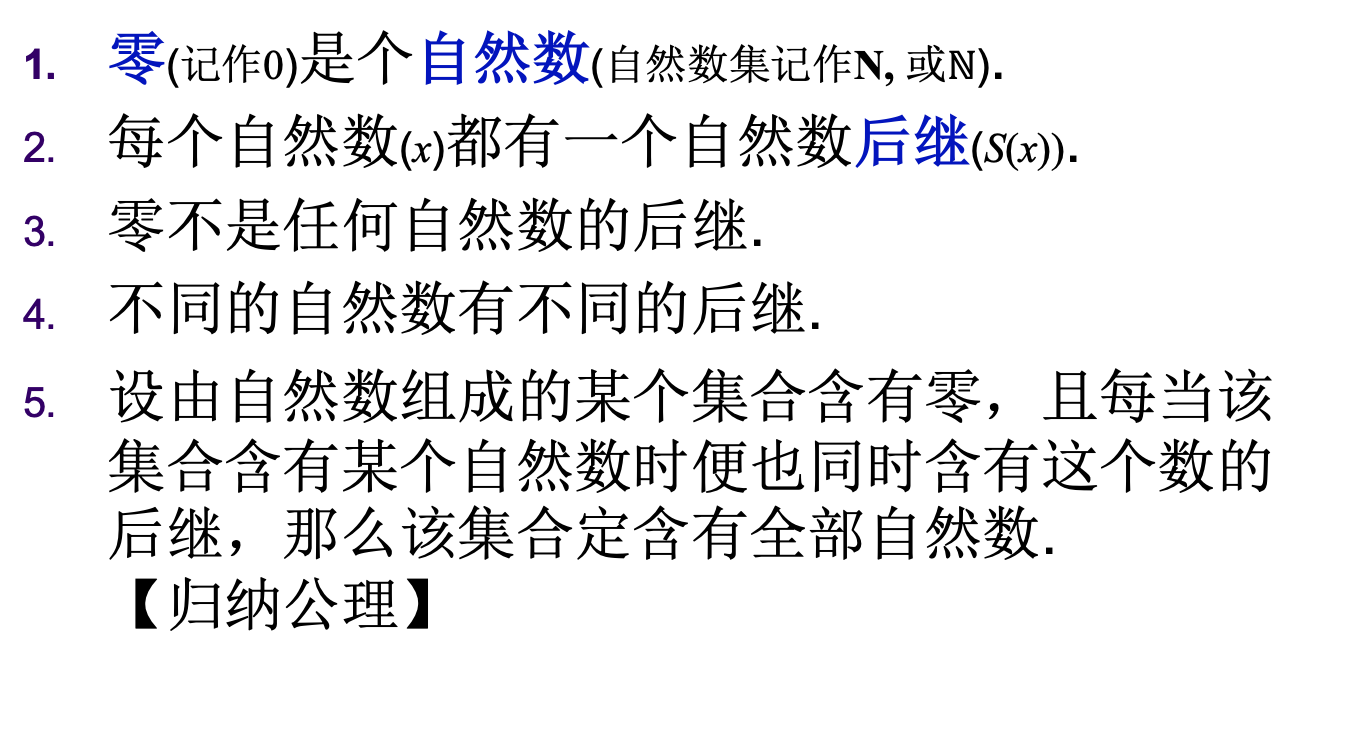 1. 零(记作0)是个自然数(自然数集记作N, 或ℕ).
2. 每个自然数(x)都有一个自然数后继(S(x)).
3. 零不是任何自然数的后继.
4. 不同的自然数有不同的后继.
5. 设由自然数组成的某个集合含有零，且每当该
集合含有某个自然数时便也同时含有这个数的
后继，那么该集合定含有全部自然数.
【归纳公理】